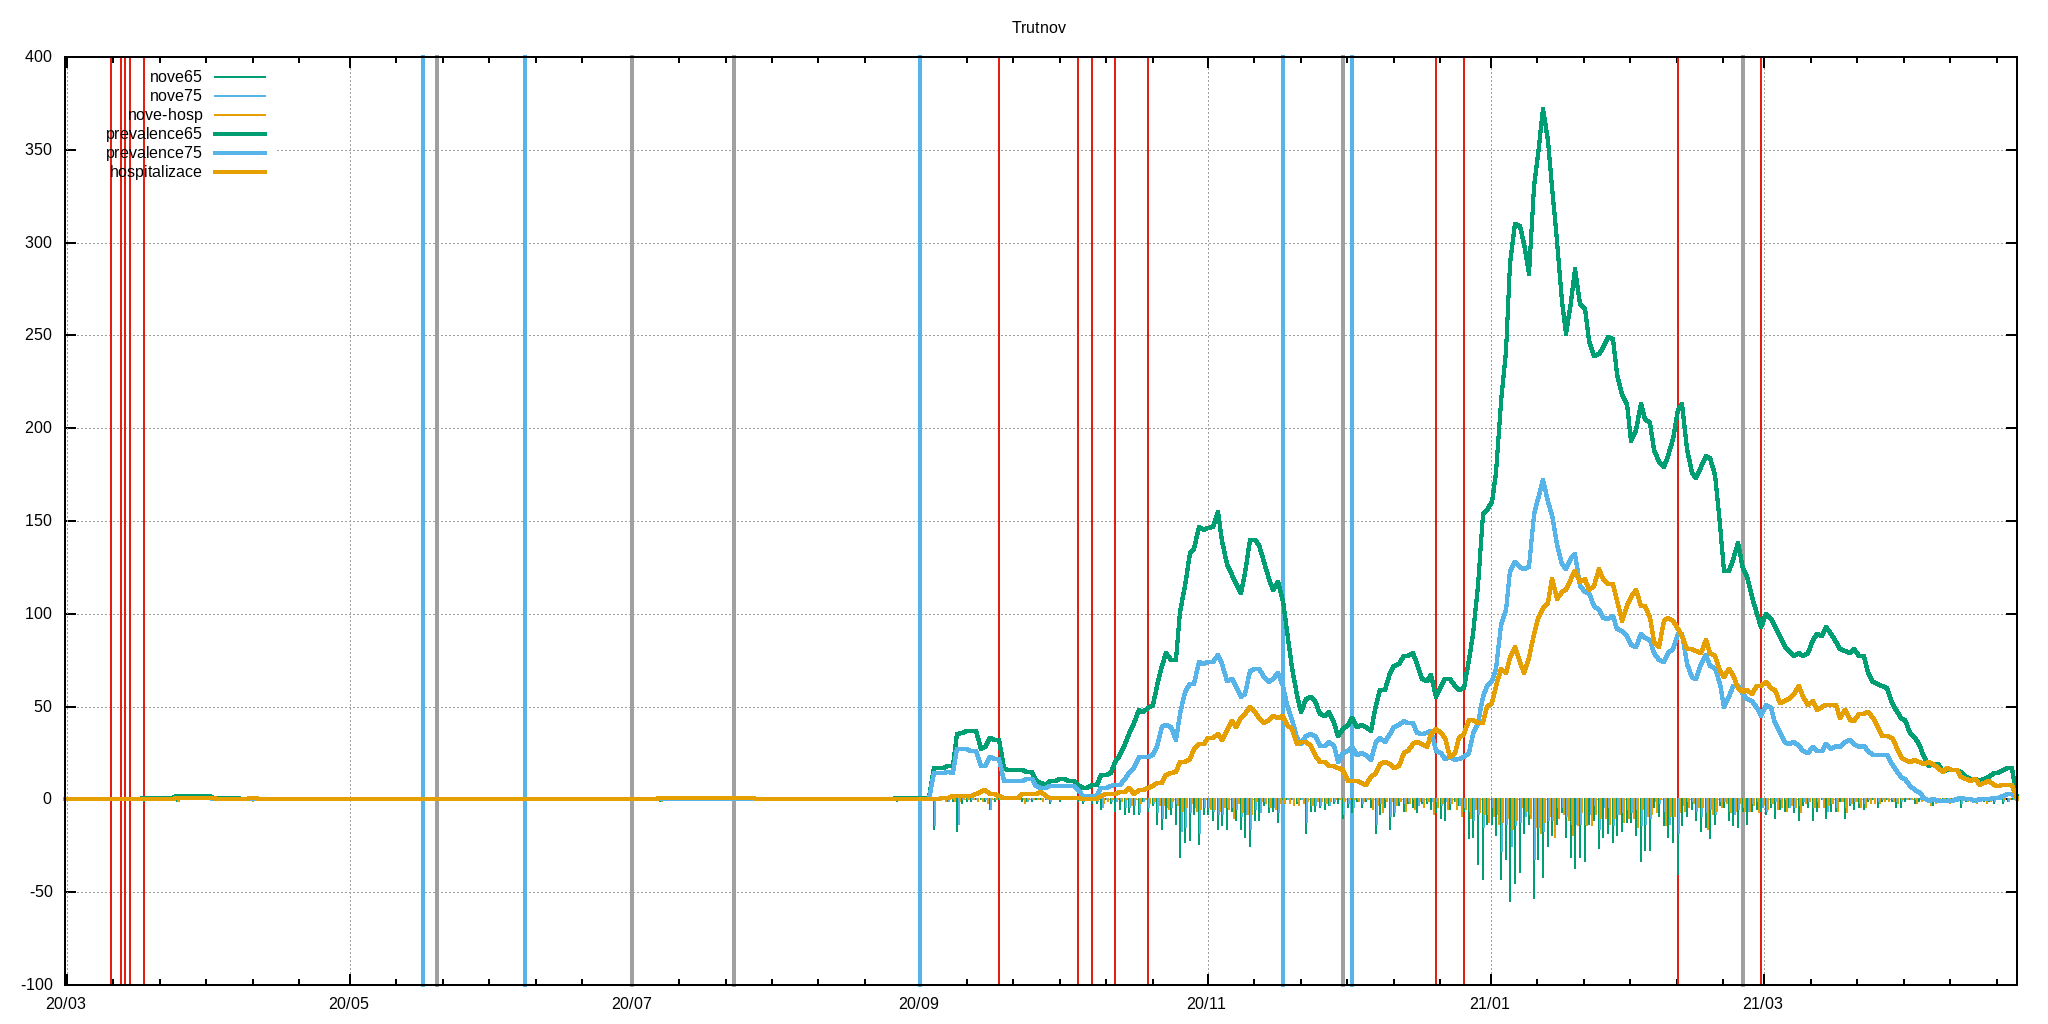 Trutnov
400
350
300
250
200
150
100
50
0
-50
-100
nove65
nove75
nove-hosp
prevalence65
prevalence75
hospitalizace
20/03 20/05 20/07 20/09 20/11 21/01 21/03